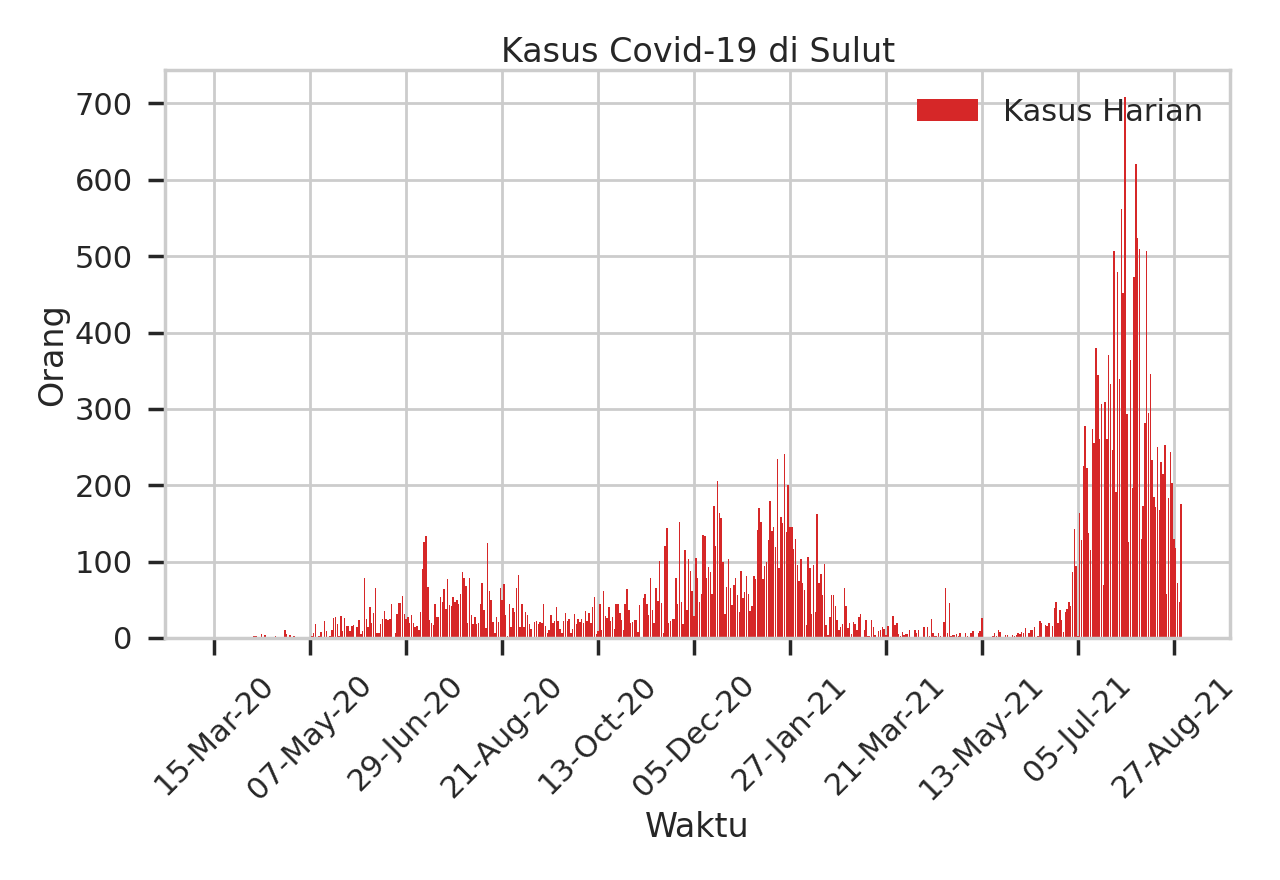 Kasus Covid-19 di Sulut
Kasus Harian
Orang
700
600
500
400
300
200
100
0
15-Mar-20
07-May-20
29-Jun-20
21-Aug-20
13-Oct-20
05-Dec-20
27-Jan-21
21-Mar-21
13-May-21
05-Jul-21
27-Aug-21
Waktu